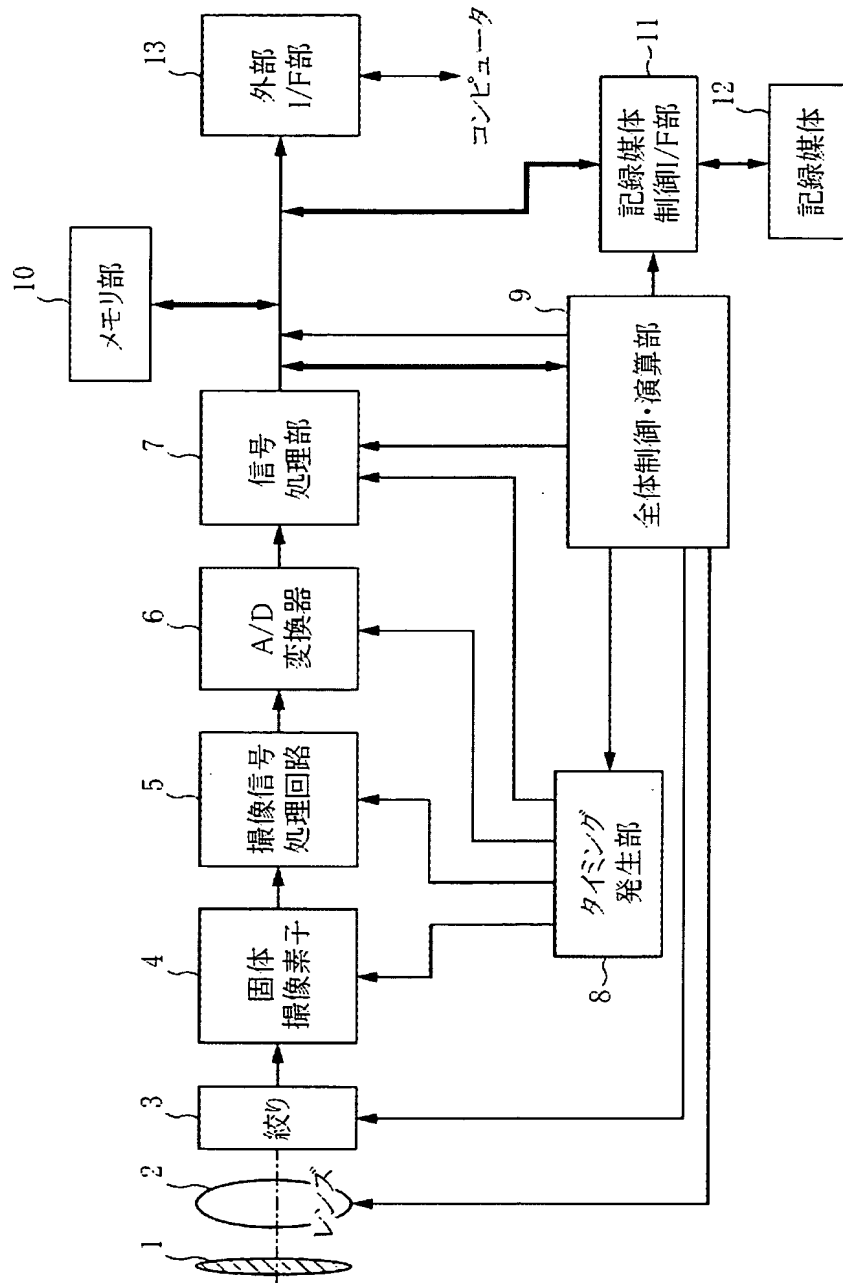 1
2
レンズ
3
絞り
4
固体
撮像素子
5
撮像信号
処理回路
6
A/D
変換器
7
信号
処理部
10
メモリ部
13
外部
I/F部
コンピュータ
8
タイミング
発生部
9
全体制御・演算部
11
記録媒体
制御I/F部
12
記録媒体